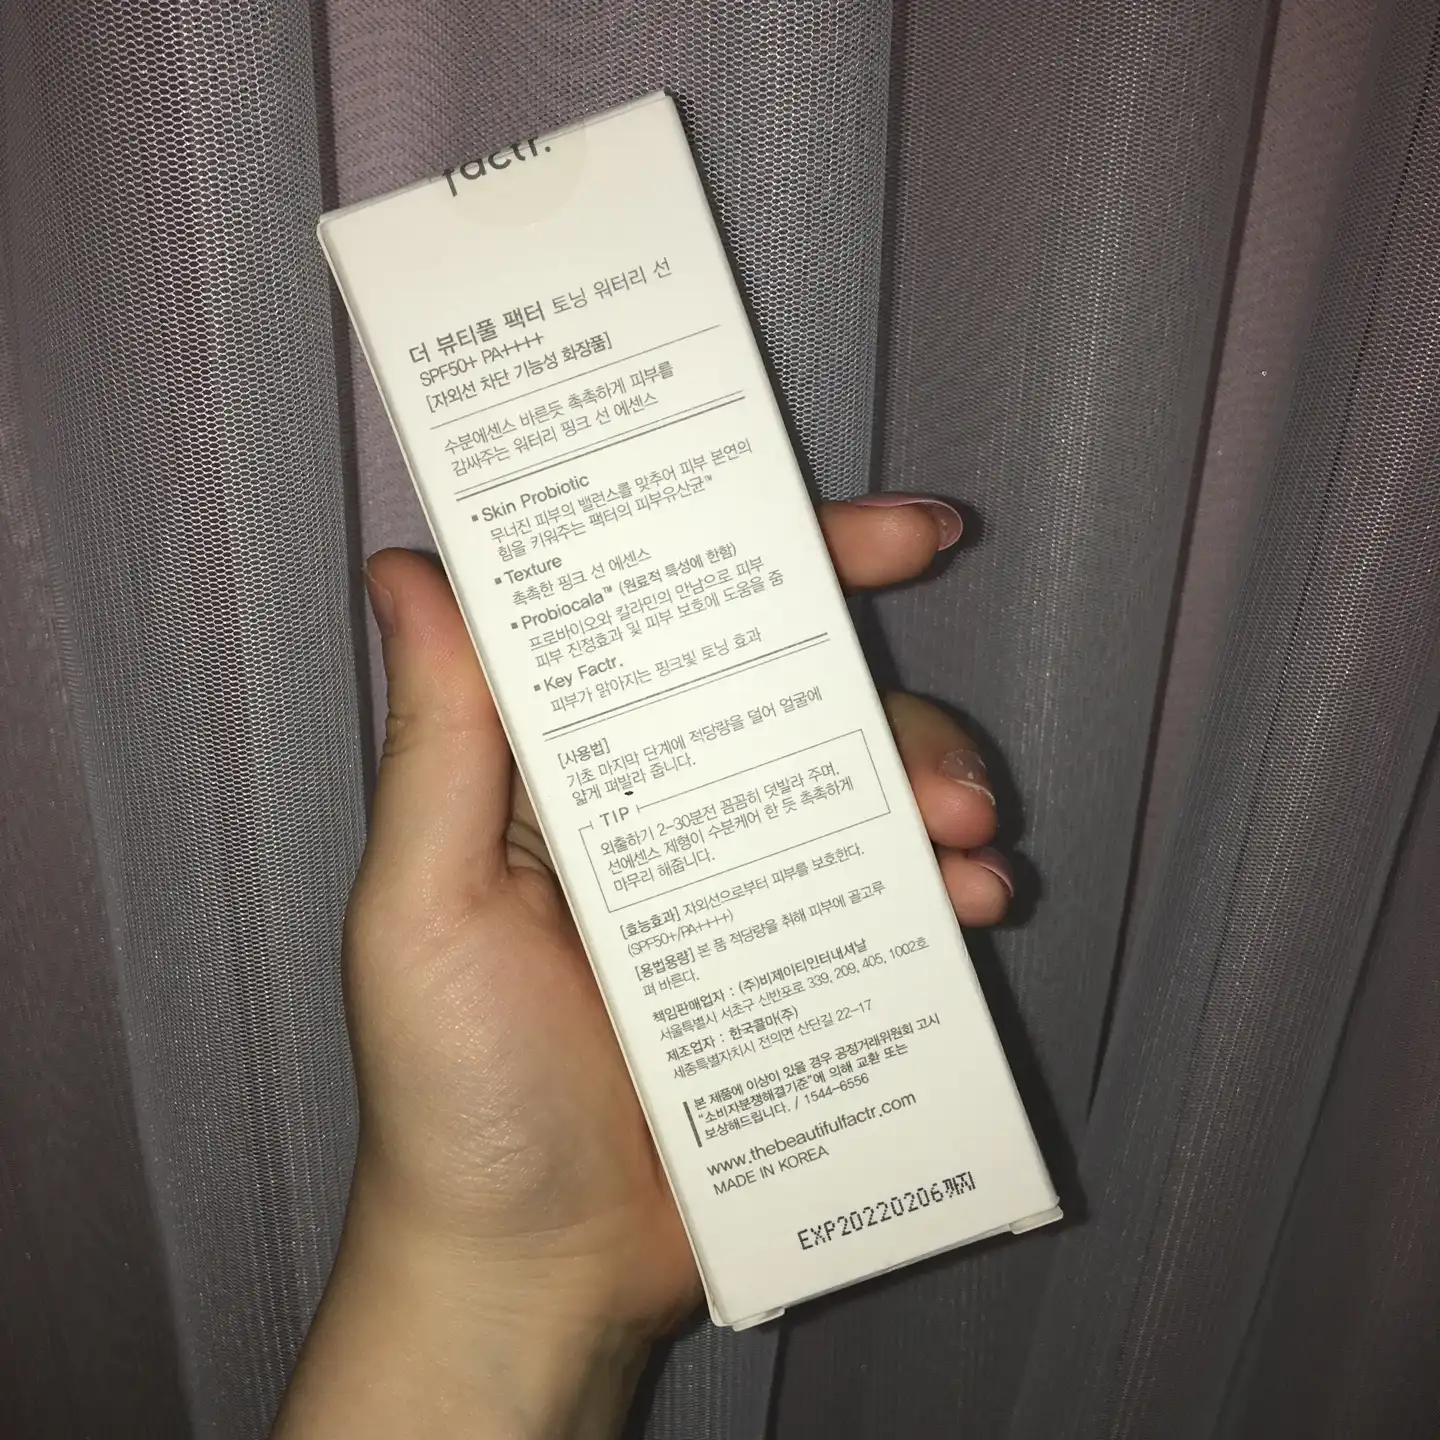 factr.
더 뷰티풀 팩터 토닝 워터리 선
SPF50+ PA++++
[자외선 차단 기능성 화장품]
수분에센스 바른듯 촉촉하게 피부를
감싸주는 워터리 핑크 선 에센스
▪ Skin Probiotic
무너진 피부의 밸런스를 맞추어 피부 본연의
힘을 키워주는 팩터의 피부유산균™
▪ Texture
촉촉한 핑크 선 에센스
▪ Probiocala™ (원료적 특성에 한함)
프로바이오와 칼라민의 만남으로 피부
피부 진정효과 및 피부 보호에 도움을 줌
▪ Key Factr.
피부가 맑아지는 핑크빛 토닝 효과
[사용법]
기초 마지막 단계에 적당량을 덜어 얼굴에
얇게 펴발라 줍니다.
TIP
외출하기 2-30분전 꼼꼼히 덧발라 주며,
선에센스 제형이 수분케어 한 듯 촉촉하게
마무리 해줍니다.
[효능효과] 자외선으로부터 피부를 보호한다.
(SPF50+/PA++++)
[용법용량] 본 품 적당량을 취해 피부에 골고루
펴 바른다.
책임판매업자 : (주)비제이티인터내셔날
서울특별시 서초구 신반포로 339, 209, 405, 1002호
제조업자 : 한국콜마(주)
세종특별자치시 전의면 산단길 22-17
본 제품에 이상이 있을 경우 공정거래위원회 고시
"소비자분쟁해결기준"에 의해 교환 또는
보상해드립니다. / 1544-6556
www.thebeautifulfactr.com
MADE IN KOREA
EXP20220206까지